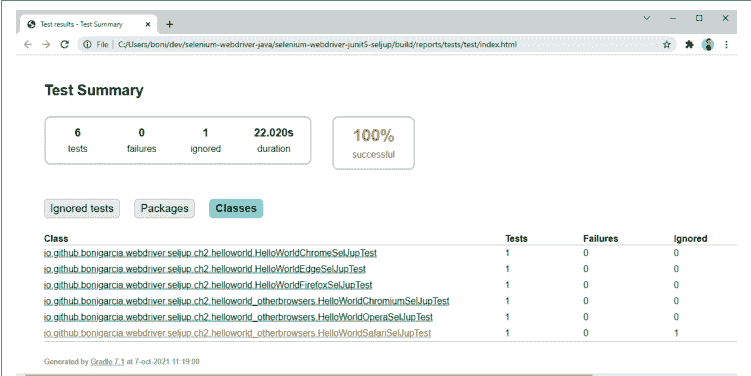 Test results - Test Summary
File | C:/Users/boni/dev/selenium-webdriver-java/selenium-webdriver-junit5-seljup/build/reports/tests/test/index.html
Test Summary
6 0 1 22.020s 100%
tests failures ignored duration successful
Ignored tests Packages Classes
Class Tests Failures Ignored
io.github.bonigarcia.webdriver.seljup.ch2.helloworld.HelloWorldChromeSelJupTest 1 0 0
io.github.bonigarcia.webdriver.seljup.ch2.helloworld.HelloWorldEdgeSelJupTest 1 0 0
io.github.bonigarcia.webdriver.seljup.ch2.helloworld.HelloWorldFirefoxSelJupTest 1 0 0
io.github.bonigarcia.webdriver.seljup.ch2.helloworld_otherbrowsers.HelloWorldChromiumSelJupTest 1 0 0
io.github.bonigarcia.webdriver.seljup.ch2.helloworld_otherbrowsers.HelloWorldOperaSelJupTest 1 0 0
io.github.bonigarcia.webdriver.seljup.ch2.helloworld_otherbrowsers.HelloWorldSafariSelJupTest 1 0 1
Generated by Gradle 7.1 at 7-oct-2021 11:19:00